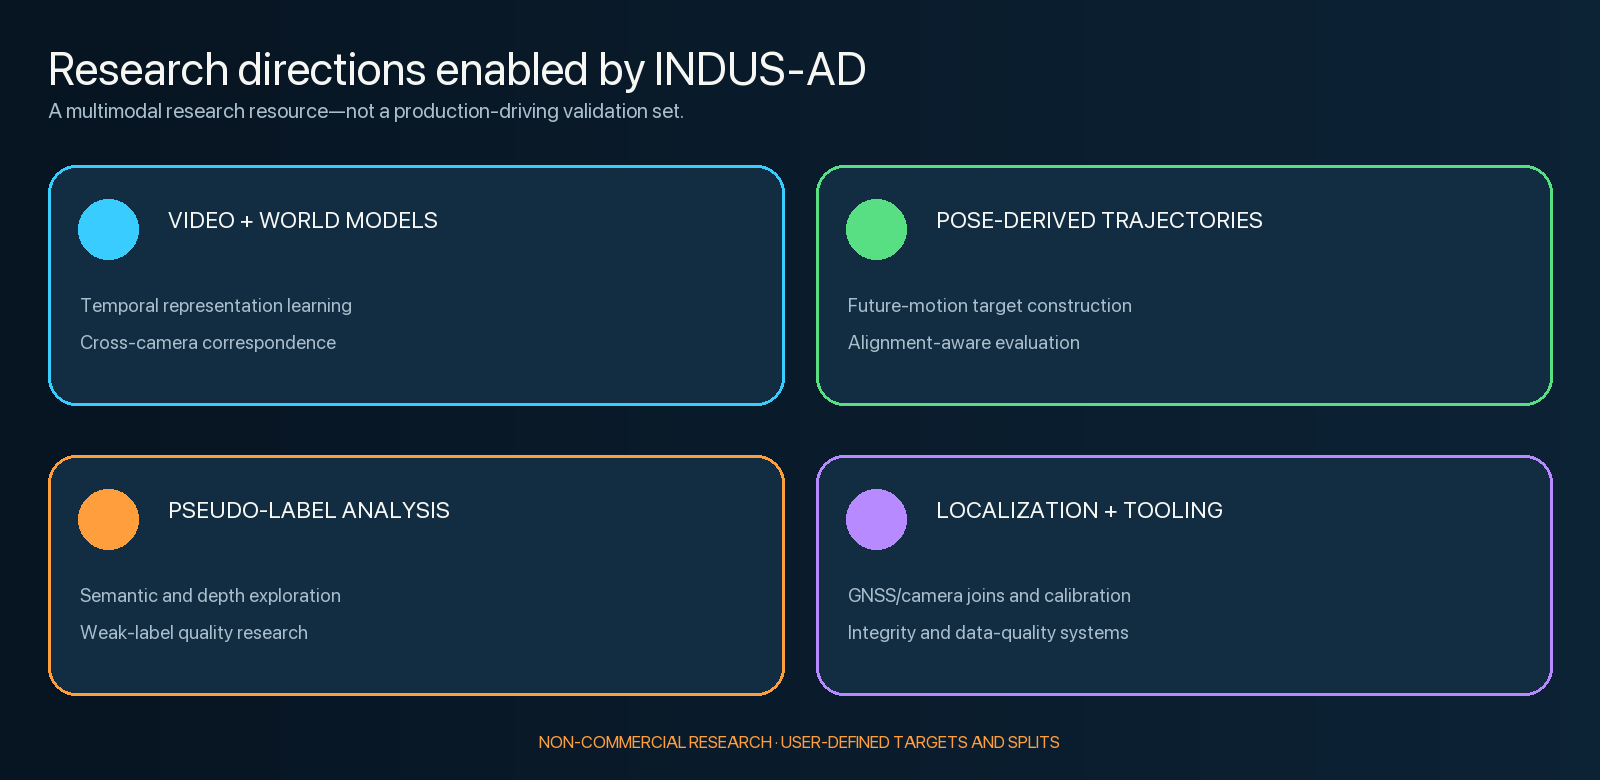 Research directions enabled by INDUS-AD
A multimodal research resource—not a production-driving validation set.
VIDEO + WORLD MODELS
Temporal representation learning
Cross-camera correspondence
POSE-DERIVED TRAJECTORIES
Future-motion target construction
Alignment-aware evaluation
PSEUDO-LABEL ANALYSIS
Semantic and depth exploration
Weak-label quality research
LOCALIZATION + TOOLING
GNSS/camera joins and calibration
Integrity and data-quality systems
NON-COMMERCIAL RESEARCH · USER-DEFINED TARGETS AND SPLITS